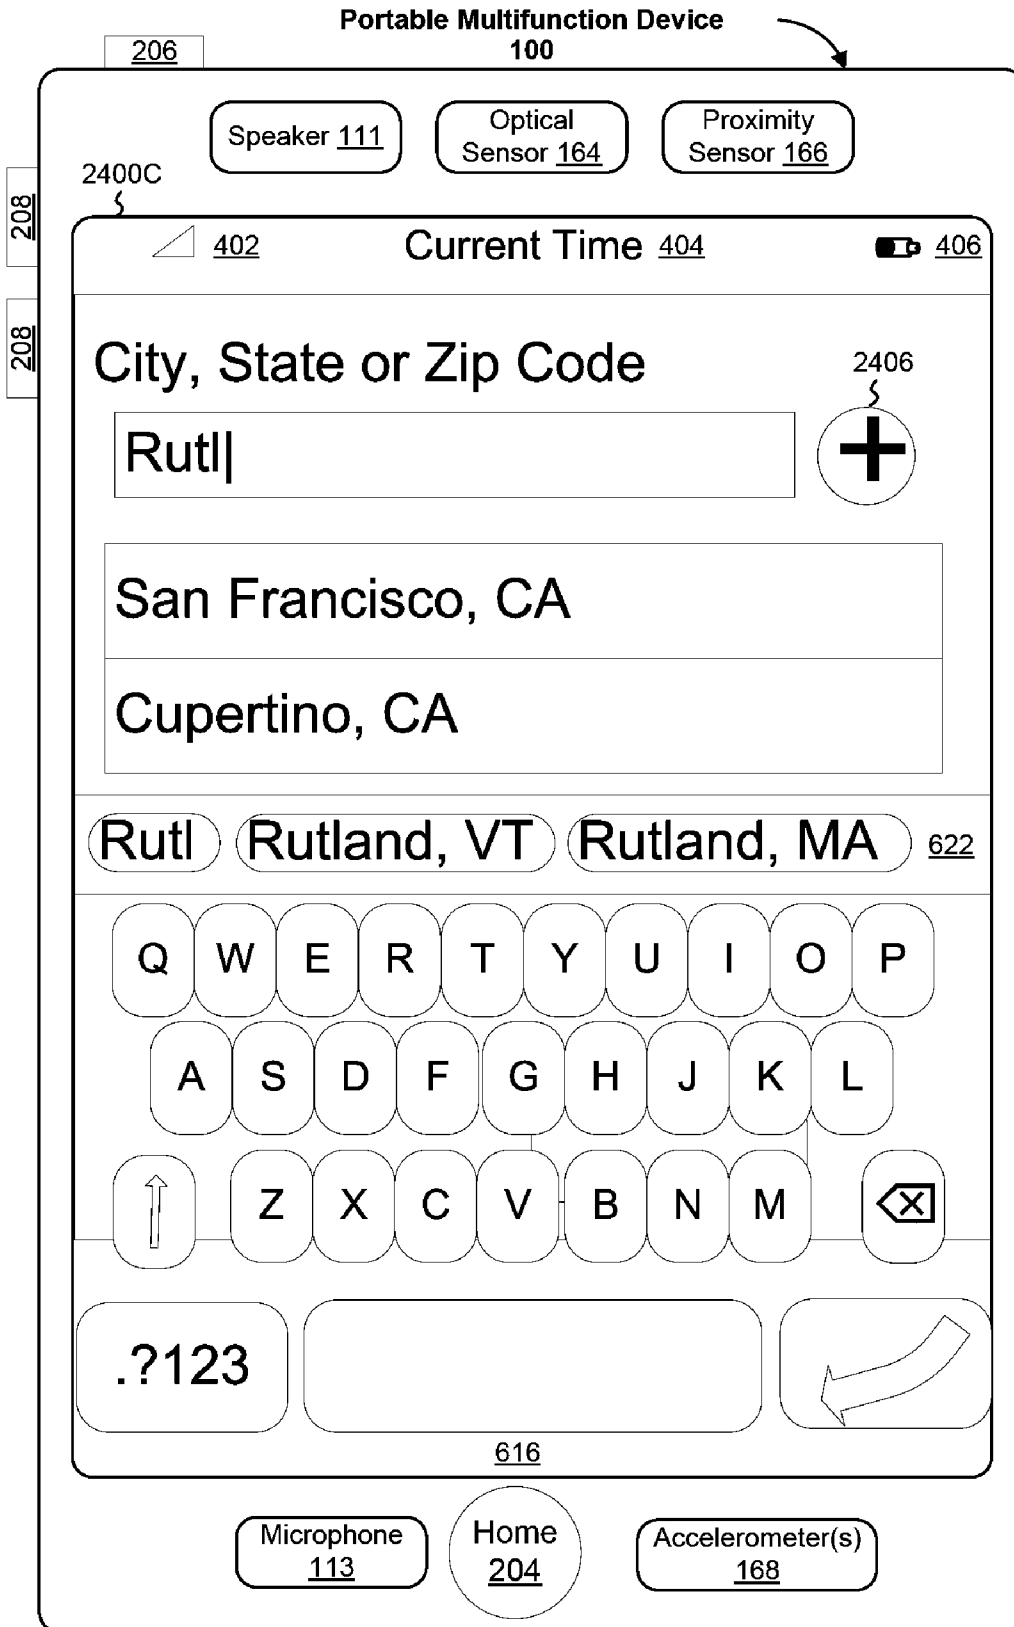 Portable Multifunction Device
100
206
Speaker 111
Optical
Sensor 164
Proximity
Sensor 166
2400C
208
402 Current Time 404 406
208
City, State or Zip Code
2406
Rutl|
San Francisco, CA
Cupertino, CA
Rutl Rutland, VT Rutland, MA 622
Q W E R T Y U I O P
A S D F G H J K L
Z X C V B N M
.?123
616
Microphone
113
Home
204
Accelerometer(s)
168